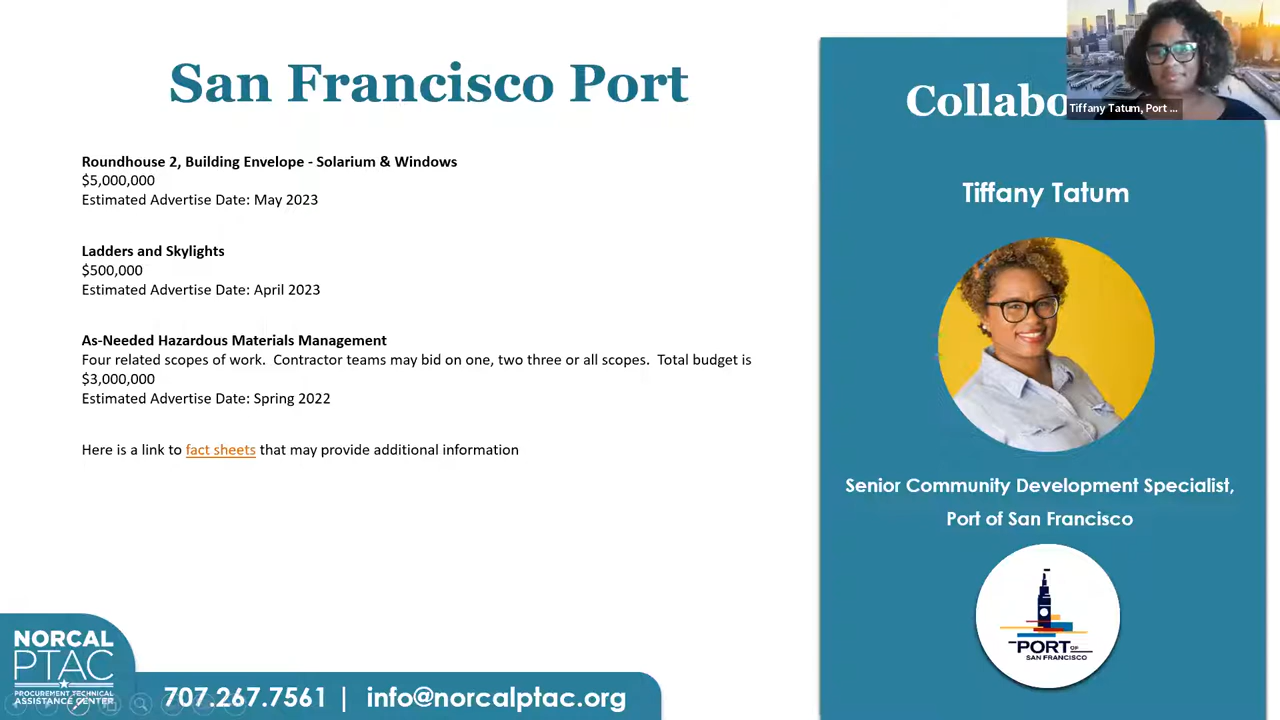 San Francisco Port
Roundhouse 2, Building Envelope - Solarium & Windows
$5,000,000
Estimated Advertise Date: May 2023
Ladders and Skylights
$500,000
Estimated Advertise Date: April 2023
As-Needed Hazardous Materials Management
Four related scopes of work.  Contractor teams may bid on one, two three or all scopes.  Total budget is
$3,000,000
Estimated Advertise Date: Spring 2022
Here is a link to fact sheets that may provide additional information
Collabo
Tiffany Tatum, Port ...
Tiffany Tatum
Senior Community Development Specialist,
Port of San Francisco
PORT OF
SAN FRANCISCO
NORCAL
PTAC
PROCUREMENT TECHNICAL
ASSISTANCE CENTER
707.267.7561 | info@norcalptac.org